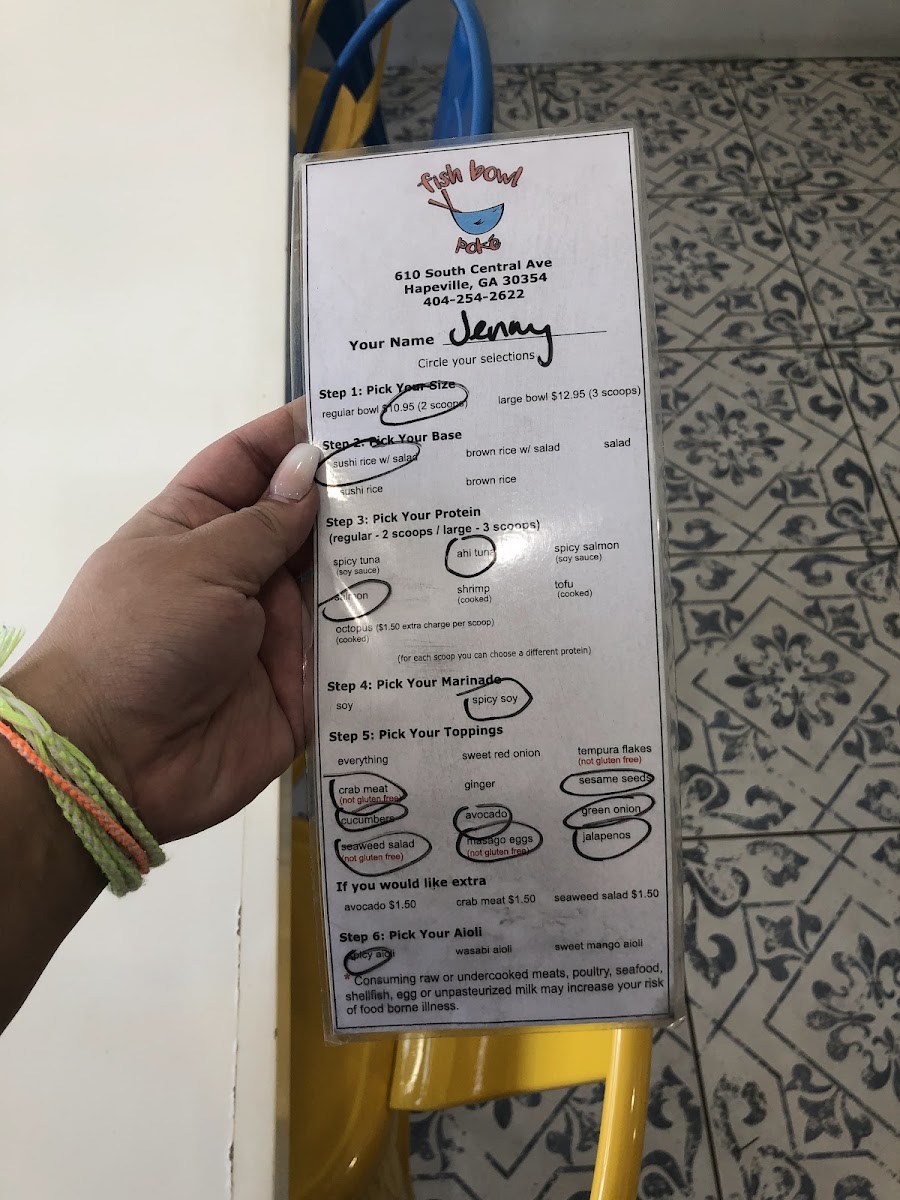 fish bowl
poké
610 South Central Ave
Hapeville, GA 30354
404-254-2622
Your Name Jenny
Circle your selections
Step 1: Pick Your Size
regular bowl $10.95 (2 scoops) large bowl $12.95 (3 scoops)
Step 2: Pick Your Base
sushi rice w/ salad brown rice w/ salad salad
sushi rice brown rice
Step 3: Pick Your Protein
(regular - 2 scoops / large - 3 scoops)
spicy tuna ahi tuna spicy salmon
(soy sauce) (soy sauce)
salmon shrimp tofu
(cooked) (cooked)
octopus ($1.50 extra charge per scoop)
(cooked)
(for each scoop you can choose a different protein)
Step 4: Pick Your Marinade
soy spicy soy
Step 5: Pick Your Toppings
everything sweet red onion tempura flakes
(not gluten free)
crab meat ginger sesame seeds
(not gluten free)
cucumbers avocado green onion
seaweed salad masago eggs jalapenos
(not gluten free) (not gluten free)
If you would like extra
avocado $1.50 crab meat $1.50 seaweed salad $1.50
Step 6: Pick Your Aioli
spicy aioli wasabi aioli sweet mango aioli
* Consuming raw or undercooked meats, poultry, seafood,
shellfish, egg or unpasteurized milk may increase your risk
of food borne illness.